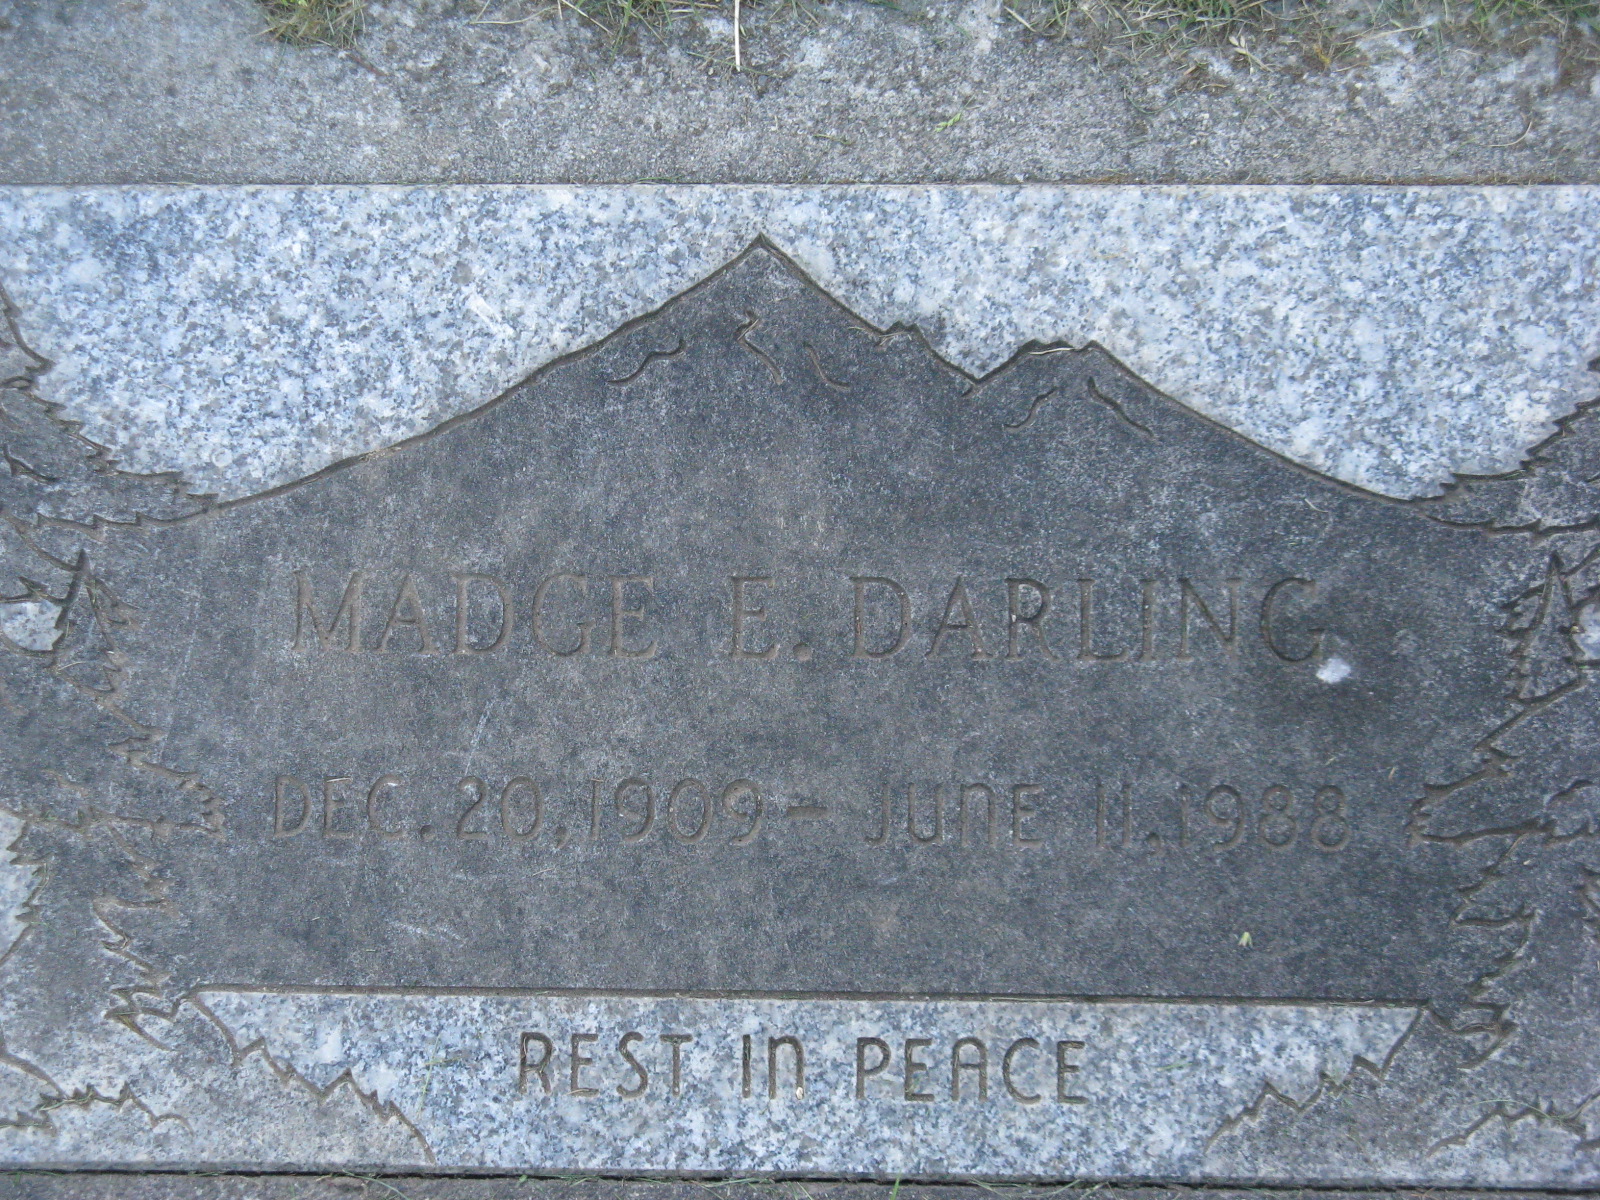 MADGE E. DARLING
DEC. 20, 1909 - JUNE 11. 1988
REST IN PEACE